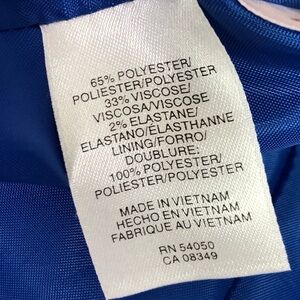 65% POLYESTER/
POLIESTER/POLYESTER
33% VISCOSE/
VISCOSA/VISCOSE
2% ELASTANE/
ELASTANO/ÉLASTHANNE
LINING/FORRO/
DOUBLURE:
100% POLYESTER/
POLIESTER/POLYESTER
MADE IN VIETNAM
HECHO EN VIETNAM
FABRIQUE AU VIETNAM
RN 54050
CA 08349